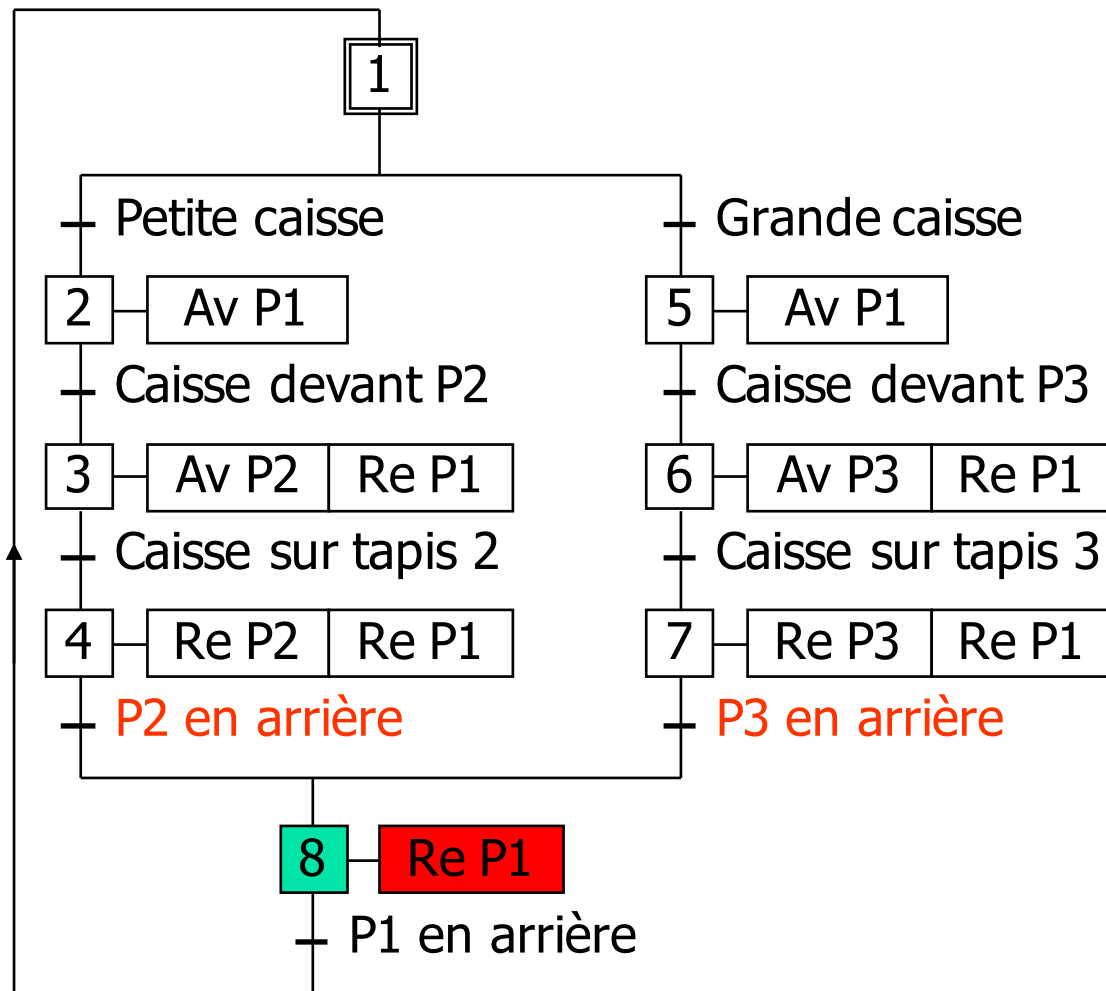 1
Petite caisse
Grande caisse
2 Av P1
5 Av P1
Caisse devant P2
Caisse devant P3
3 Av P2 Re P1
6 Av P3 Re P1
Caisse sur tapis 2
Caisse sur tapis 3
4 Re P2 Re P1
7 Re P3 Re P1
P2 en arrière
P3 en arrière
8 Re P1
P1 en arrière